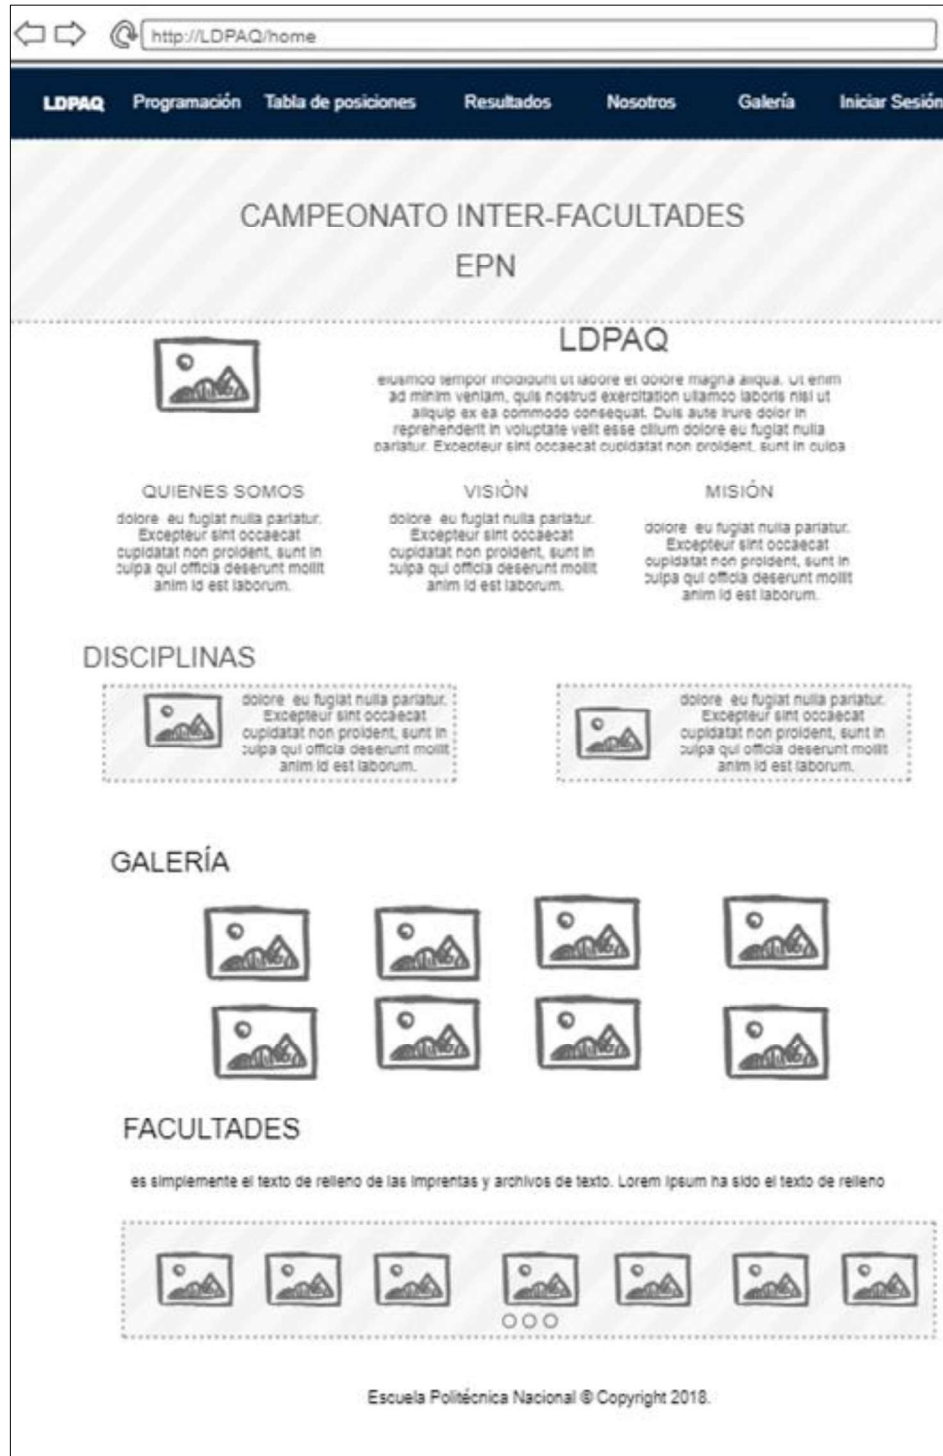 http://LDPAQ/home
LDPAQ Programación Tabla de posiciones Resultados Nosotros Galería Iniciar Sesión
CAMPEONATO INTER-FACULTADES
EPN
LDPAQ
eiusmod tempor incididunt ut labore et dolore magna aliqua. Ut enim
ad minim veniam, quis nostrud exercitation ullamco laboris nisi ut
aliquip ex ea commodo consequat. Duis aute irure dolor in
reprehenderit in voluptate velit esse cillum dolore eu fugiat nulla
pariatur. Excepteur sint occaecat cupidatat non proident, sunt in culpa
QUIENES SOMOS
dolore eu fugiat nulla pariatur.
Excepteur sint occaecat
cupidatat non proident, sunt in
culpa qui officia deserunt mollit
anim id est laborum.
VISIÒN
dolore eu fugiat nulla pariatur.
Excepteur sint occaecat
cupidatat non proident, sunt in
culpa qui officia deserunt mollit
anim id est laborum.
MISIÓN
dolore eu fugiat nulla pariatur.
Excepteur sint occaecat
cupidatat non proident, sunt in
culpa qui officia deserunt mollit
anim id est laborum.
DISCIPLINAS
dolore eu fugiat nulla pariatur.
Excepteur sint occaecat
cupidatat non proident, sunt in
culpa qui officia deserunt mollit
anim id est laborum.
dolore eu fugiat nulla pariatur.
Excepteur sint occaecat
cupidatat non proident, sunt in
culpa qui officia deserunt mollit
anim id est laborum.
GALERÍA
FACULTADES
es simplemente el texto de relleno de las imprentas y archivos de texto. Lorem Ipsum ha sido el texto de relleno
Escuela Politécnica Nacional © Copyright 2018.